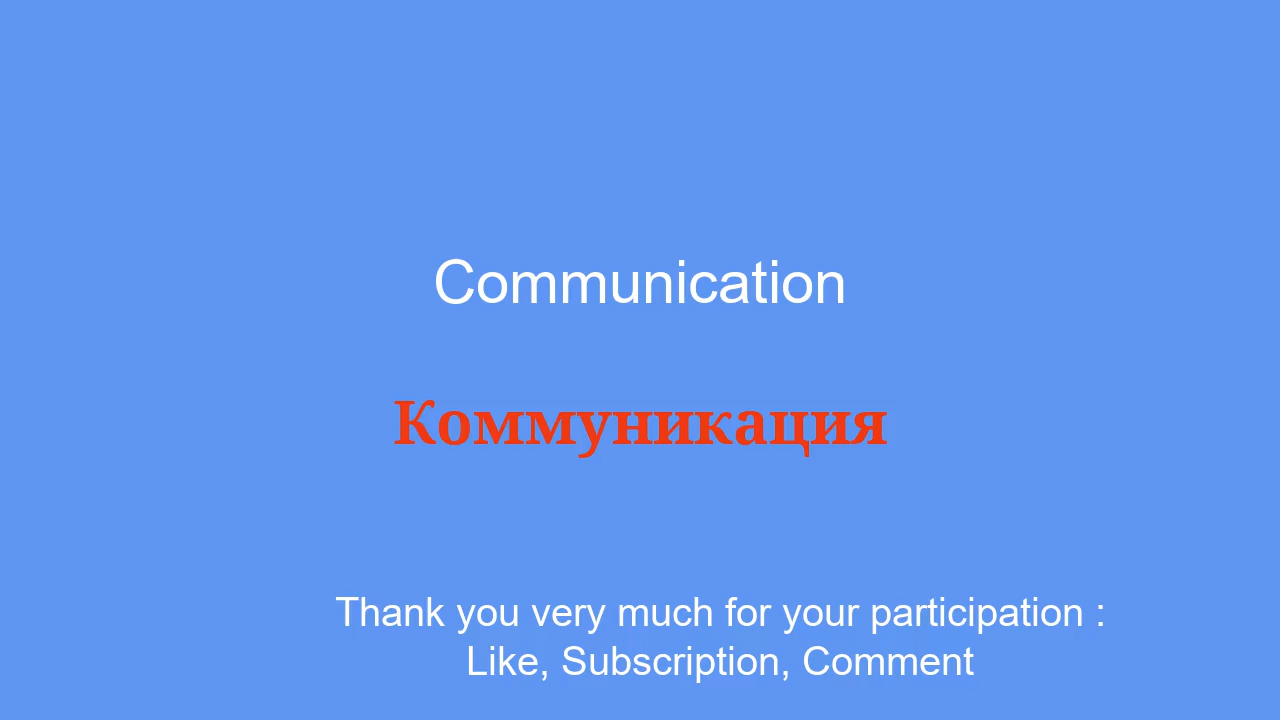 Communication
Коммуникация
Thank you very much for your participation :
Like, Subscription, Comment